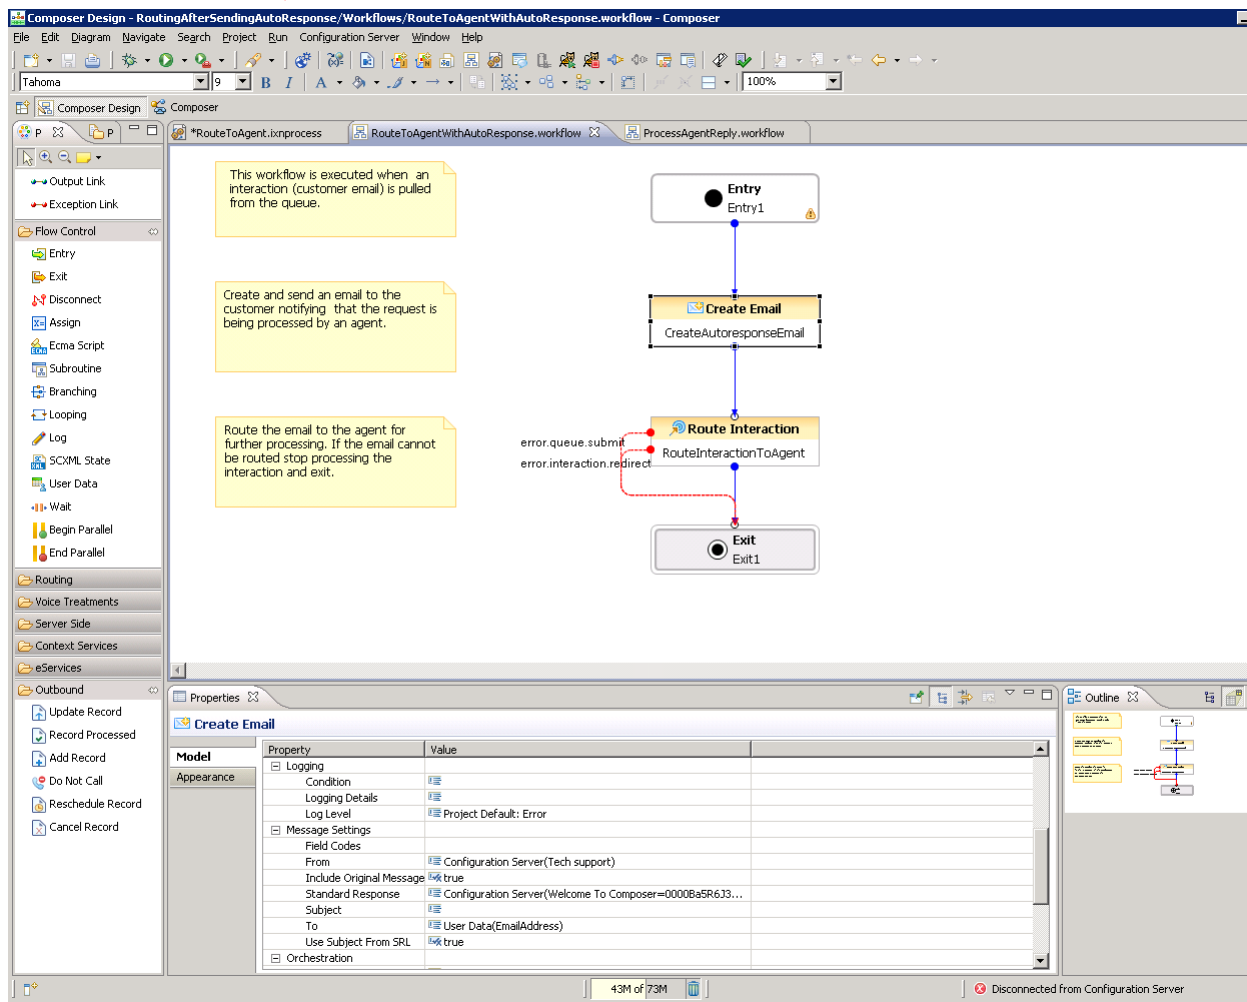 Composer Design - RoutingAfterSendingAutoResponse/Workflows/RouteToAgentWithAutoResponse.workflow - Composer
File Edit Diagram Navigate Search Project Run Configuration Server Window Help
Tahoma 9 B I A 100%
Composer Design Composer
P P *RouteToAgent.ixnprocess RouteToAgentWithAutoResponse.workflow ProcessAgentReply.workflow
Output Link
Exception Link
Flow Control
Entry
Exit
Disconnect
Assign
Ecma Script
Subroutine
Branching
Looping
Log
SCXML State
User Data
Wait
Begin Parallel
End Parallel
Routing
Voice Treatments
Server Side
Context Services
eServices
Outbound
Update Record
Record Processed
Add Record
Do Not Call
Reschedule Record
Cancel Record
This workflow is executed when an
interaction (customer email) is pulled
from the queue.
Create and send an email to the
customer notifying that the request is
being processed by an agent.
Route the email to the agent for
further processing. If the email cannot
be routed stop processing the
interaction and exit.
Entry
Entry1
Create Email
CreateAutoresponseEmail
Route Interaction
RouteInteractionToAgent
error.queue.submit
error.interaction.redirect
Exit
Exit1
Properties
Create Email
Model
Appearance
Property Value
Logging
Condition
Logging Details
Log Level Project Default: Error
Message Settings
Field Codes
From Configuration Server(Tech support)
Include Original Message true
Standard Response Configuration Server(Welcome To Composer=0000Ba5R6J3...
Subject
To User Data(EmailAddress)
Use Subject From SRL true
Orchestration
Outline
43M of 73M
Disconnected from Configuration Server